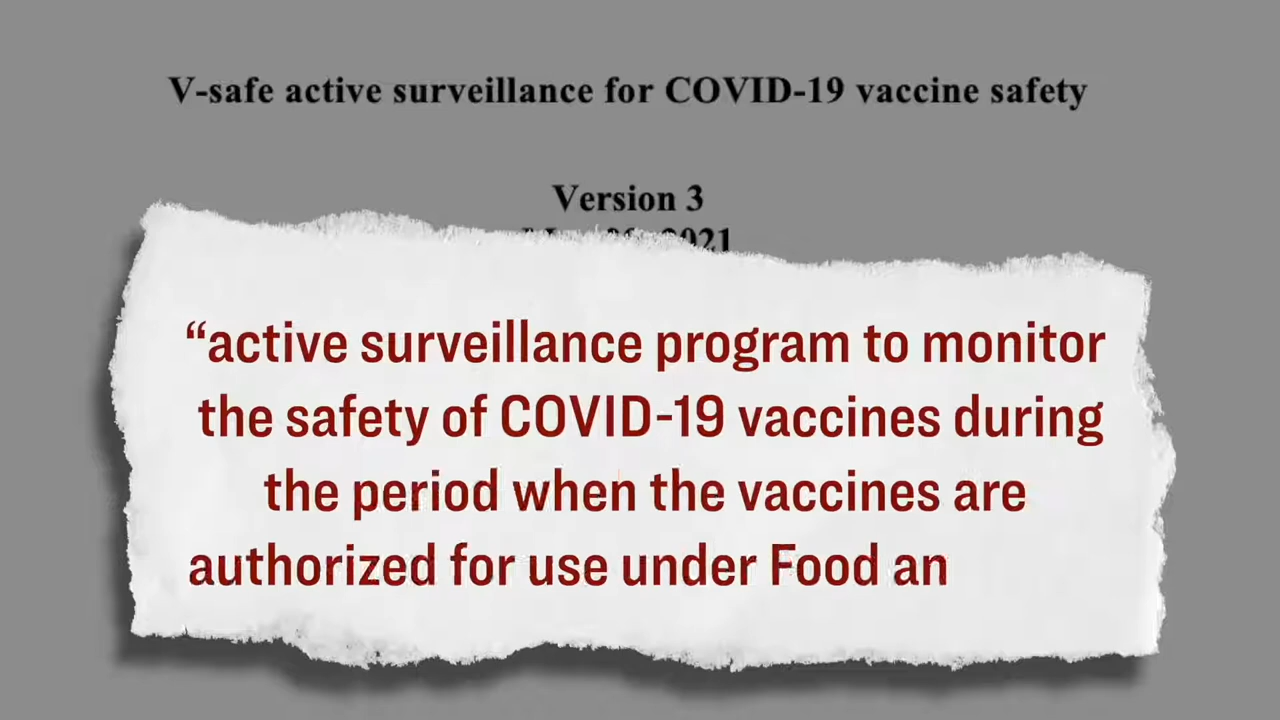 V-safe active surveillance for COVID-19 vaccine safety
Version 3
2021
“active surveillance program to monitor
the safety of COVID-19 vaccines during
the period when the vaccines are
authorized for use under Food an